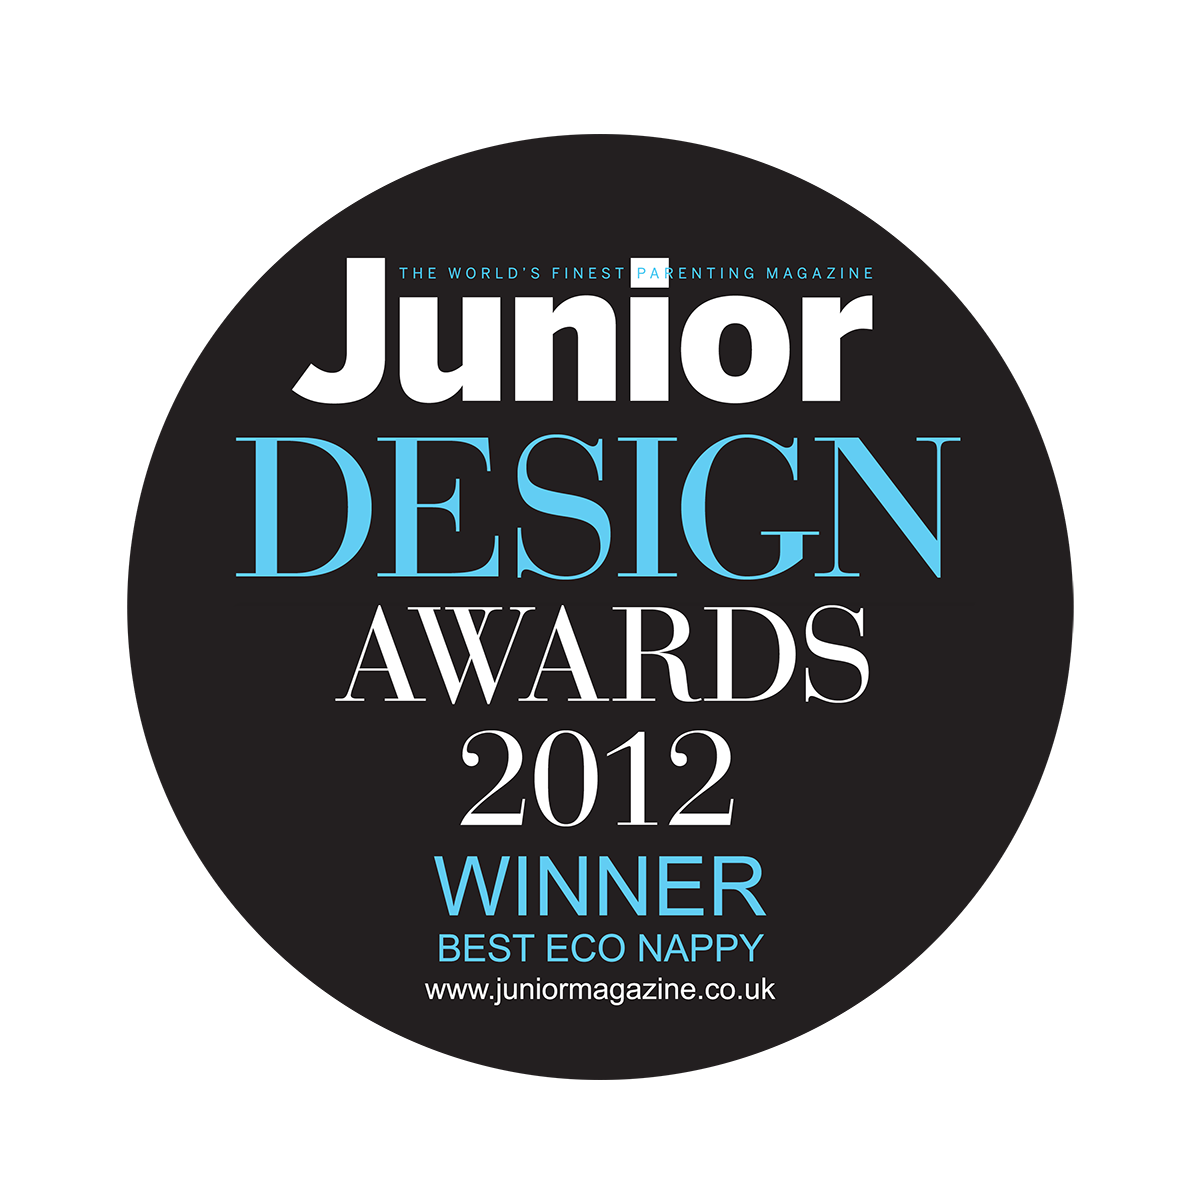 THE WORLD'S FINEST PARENTING MAGAZINE
Junior
DESIGN
AWARDS
2012
WINNER
BEST ECO NAPPY
www.juniormagazine.co.uk